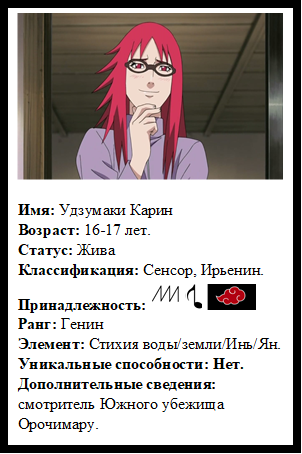 Имя: Удзумаки Карин
Возраст: 16-17 лет.
Статус: Жива
Классификация: Сенсор, Ирьенин.
Принадлежность:
Ранг: Генин
Элемент: Стихия воды/земли/Инь/Ян.
Уникальные способности: Нет.
Дополнительные сведения:
смотритель Южного убежища
Орочимару.